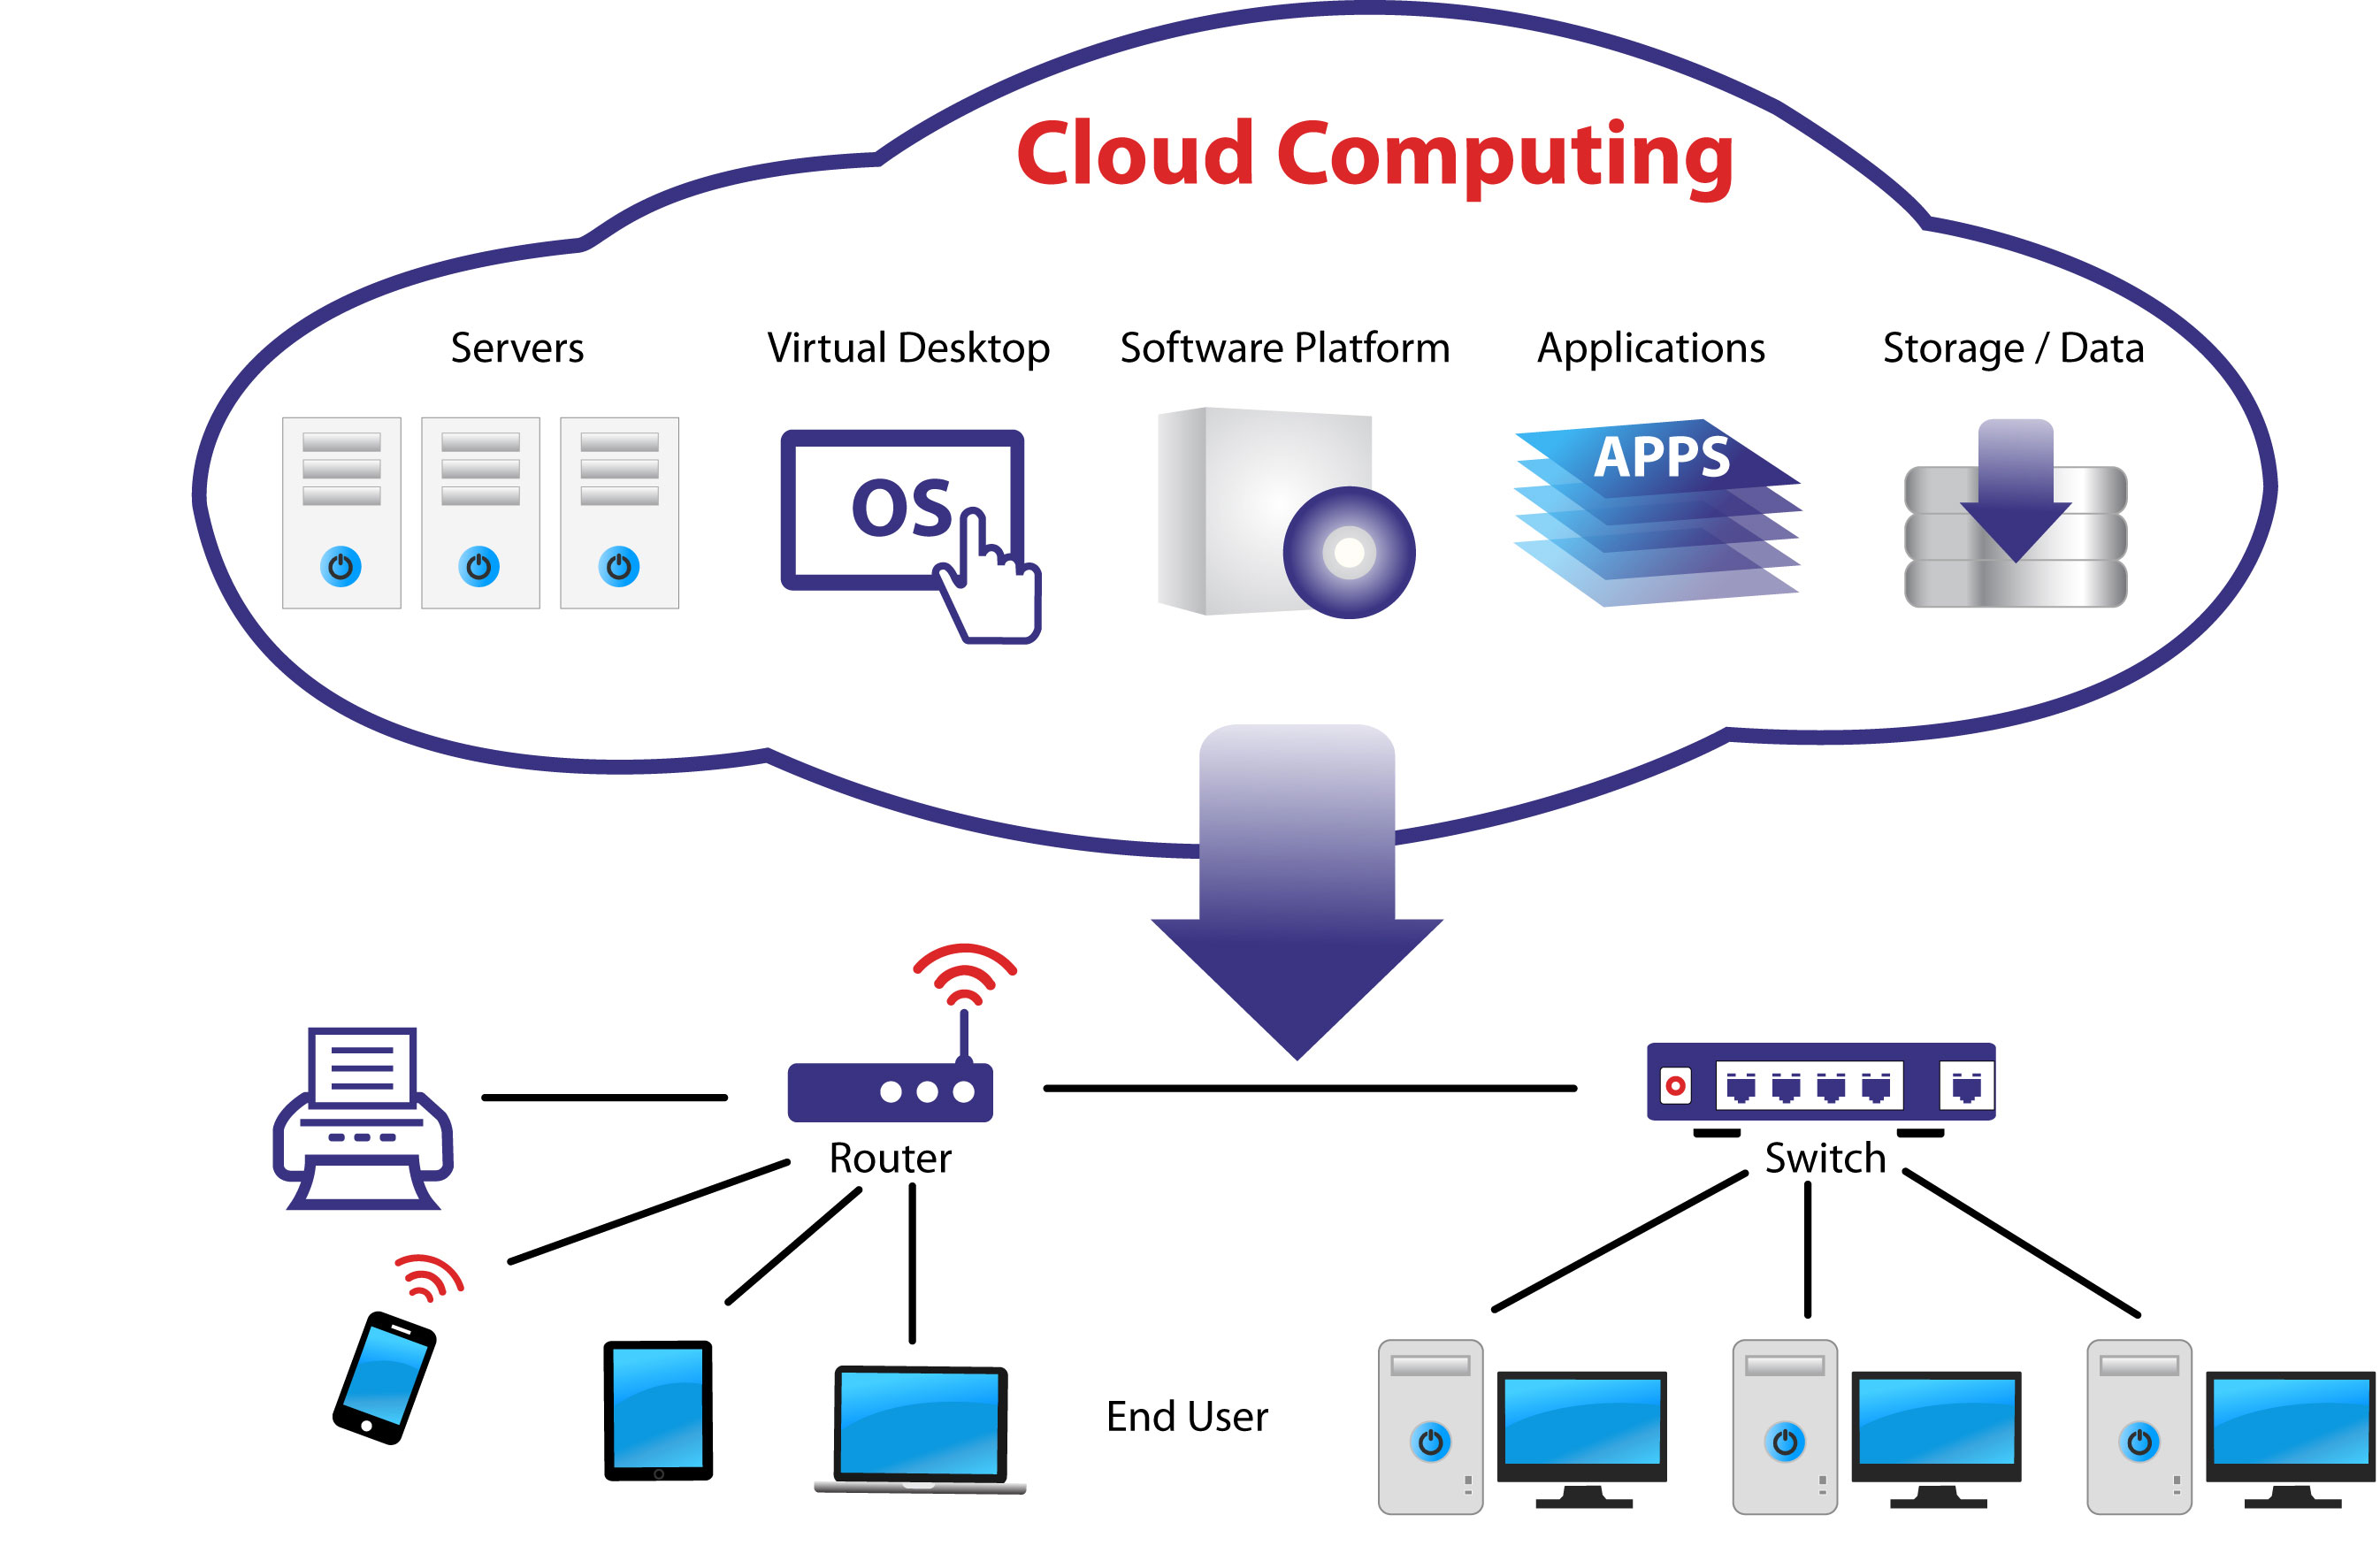 Cloud Computing
Servers
Virtual Desktop
Software Platform
Applications
Storage / Data
OS
APPS
Router
Switch
End User